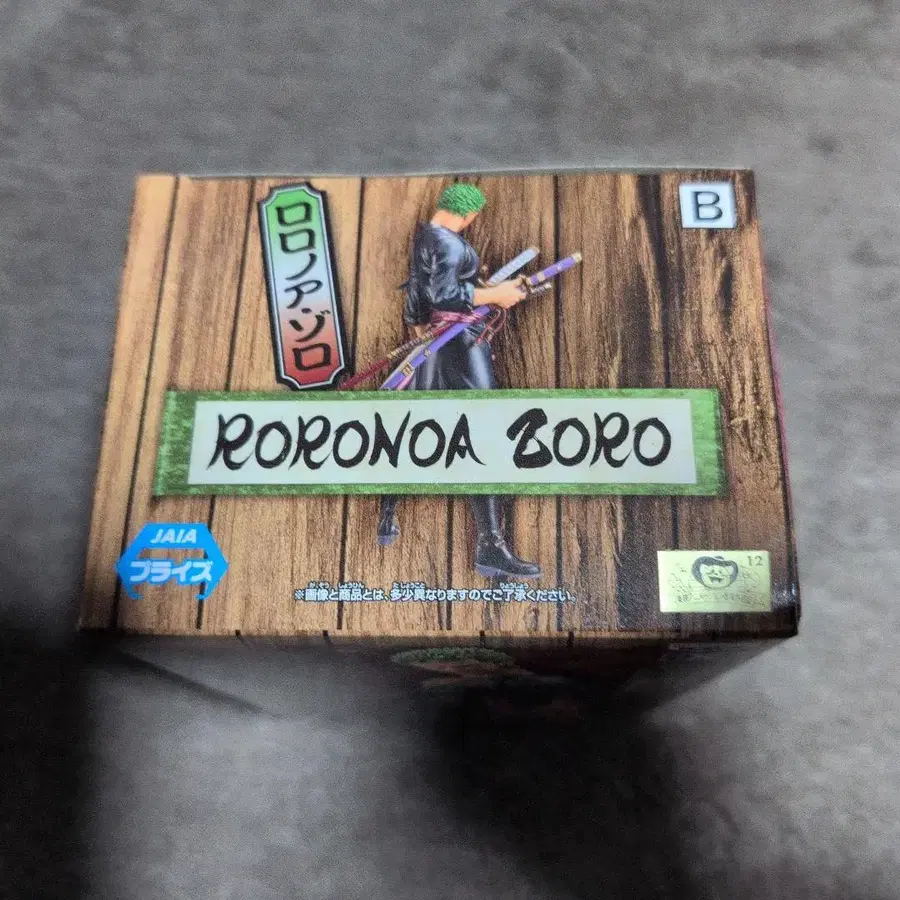 B
ロロノア・ゾロ
RORONOA ZORO
JAIA
プライズ
※画像と商品とは、多少異なりますのでご了承ください。
12